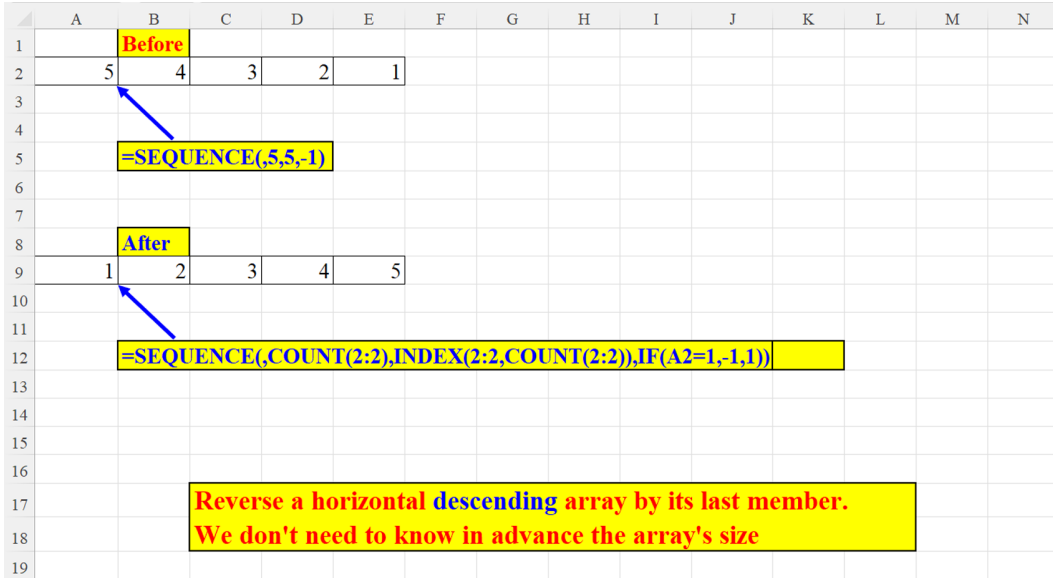 A B C D E F G H I J K L M N
1 Before
2 5 4 3 2 1
3
4
5 =SEQUENCE(,5,5,-1)
6
7
8 After
9 1 2 3 4 5
10
11
12 =SEQUENCE(,COUNT(2:2),INDEX(2:2,COUNT(2:2)),IF(A2=1,-1,1))
13
14
15
16
17 Reverse a horizontal descending array by its last member.
18 We don't need to know in advance the array's size
19